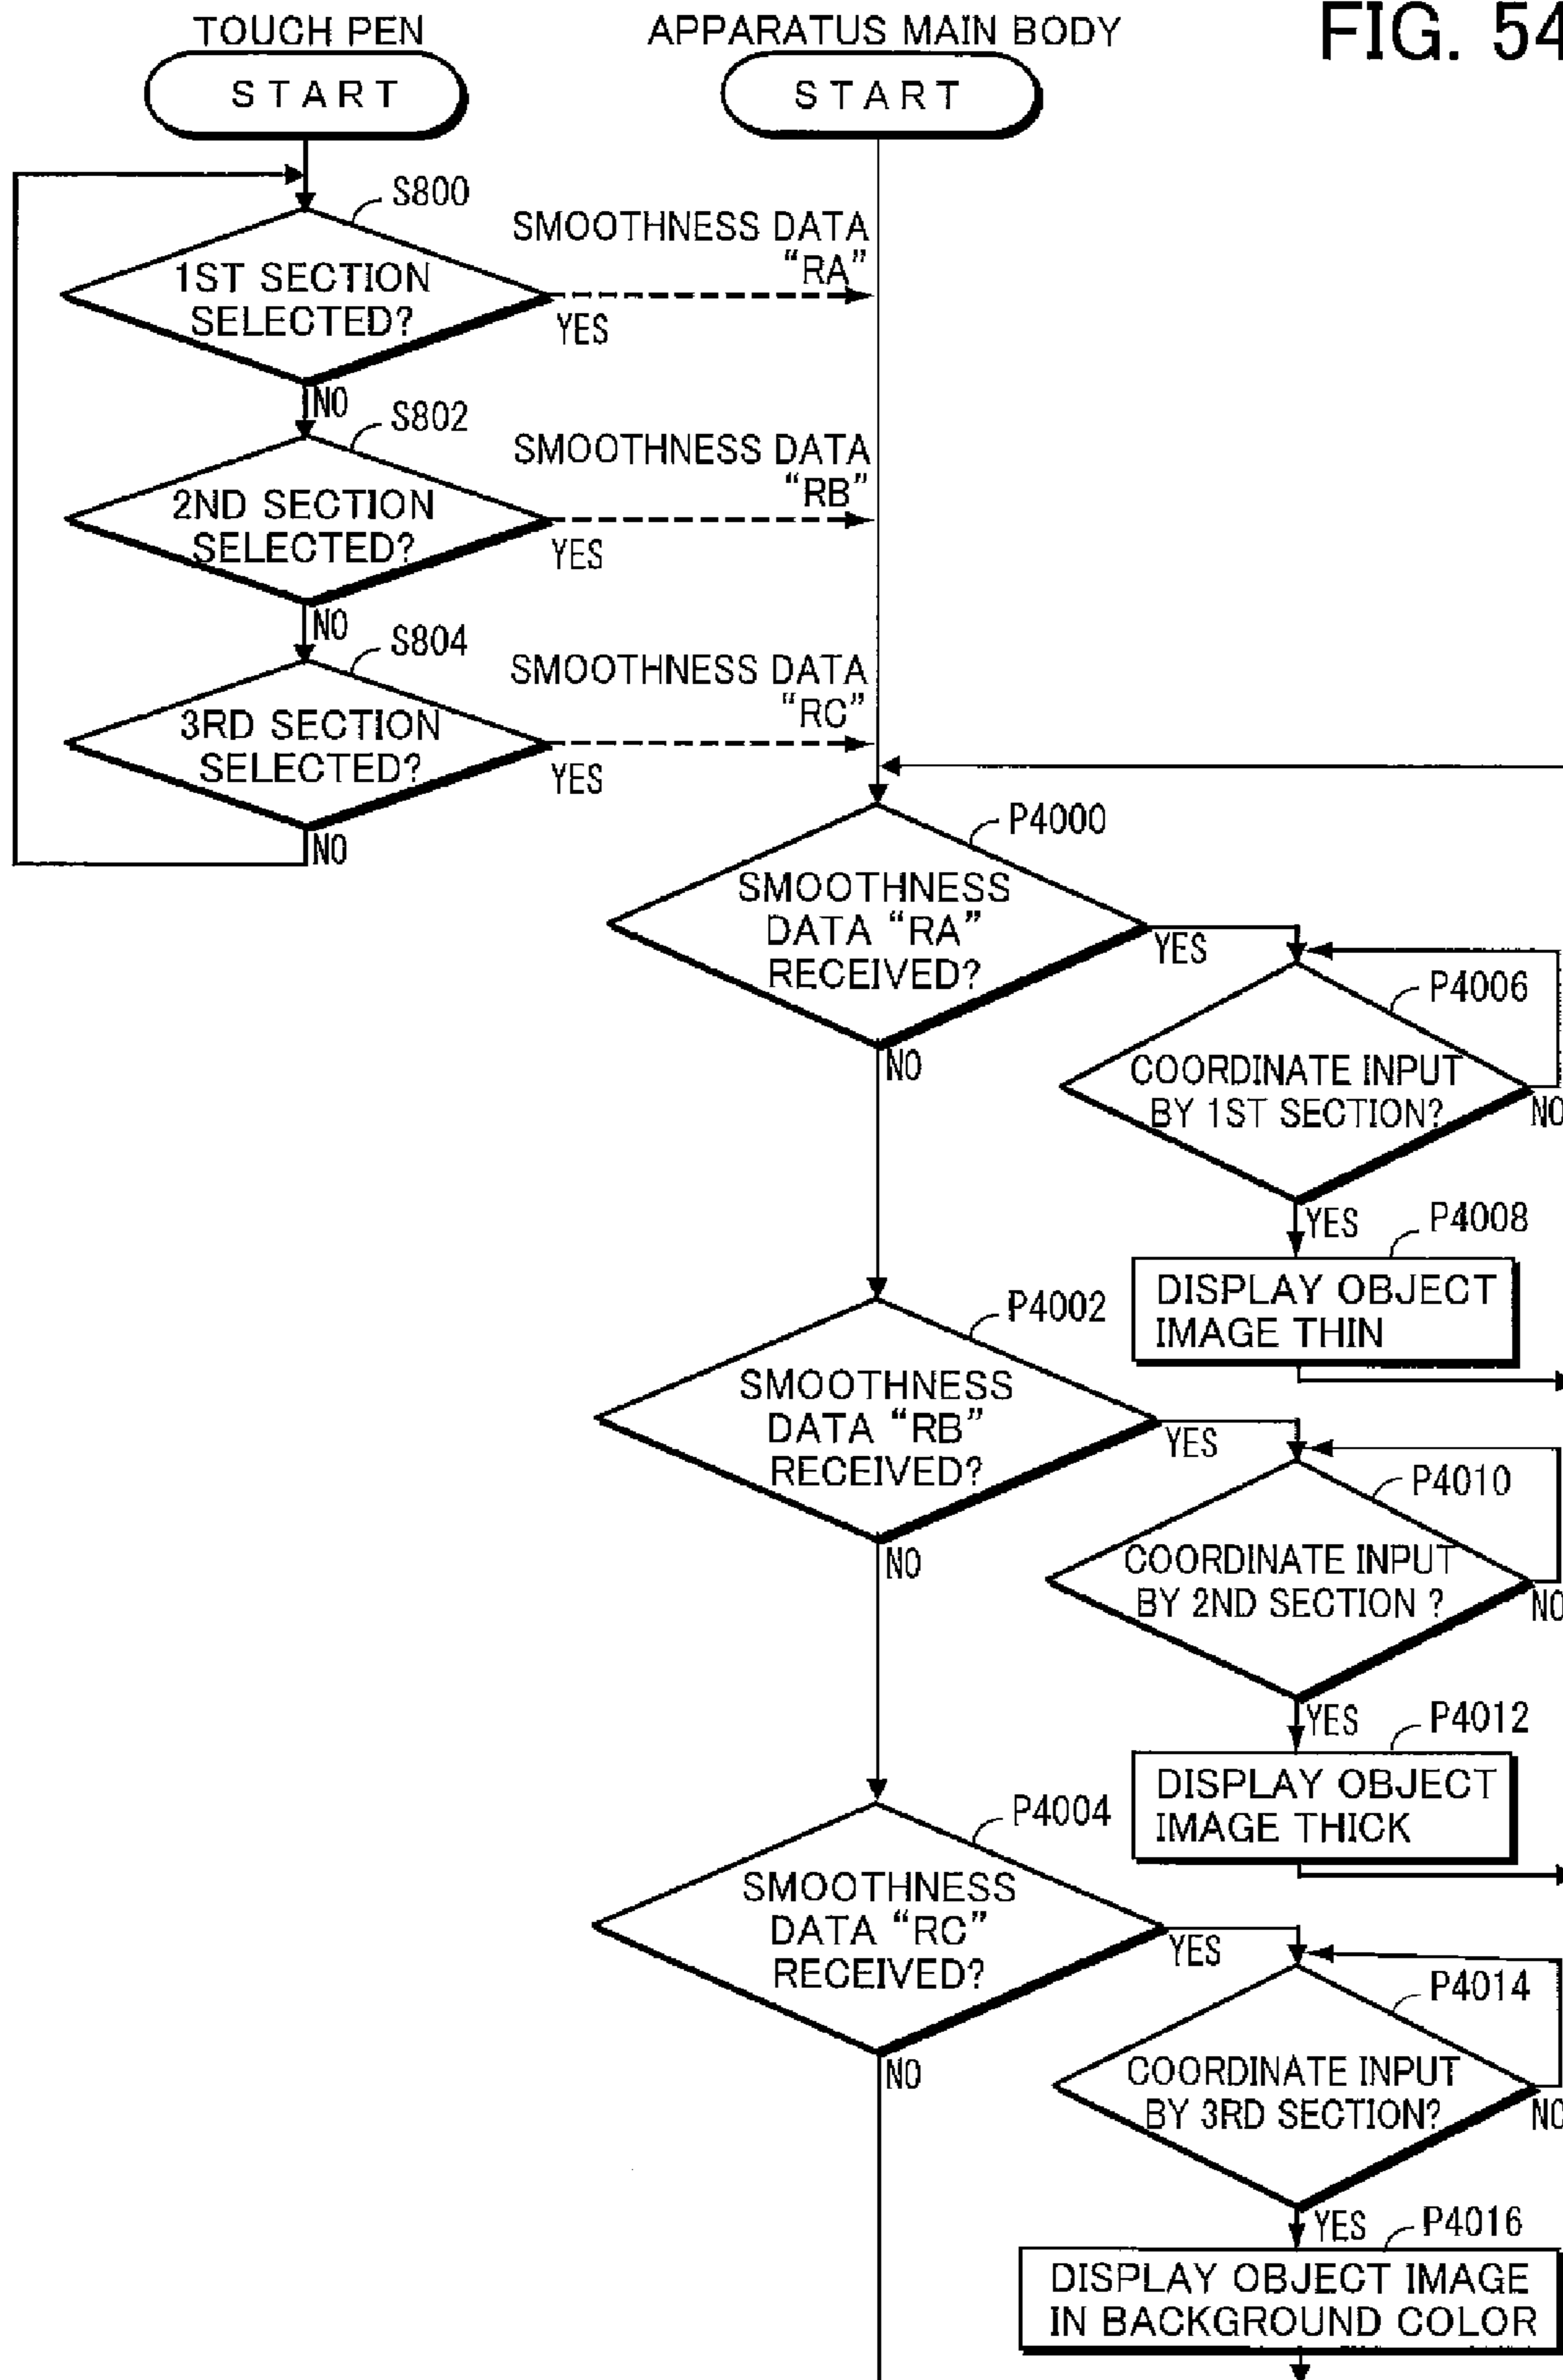 FIG. 54
TOUCH PEN
START
APPARATUS MAIN BODY
START
S800
1ST SECTION
SELECTED?
YES
NO
SMOOTHNESS DATA
“RA”
S802
2ND SECTION
SELECTED?
YES
NO
SMOOTHNESS DATA
“RB”
S804
3RD SECTION
SELECTED?
YES
NO
SMOOTHNESS DATA
“RC”
P4000
SMOOTHNESS
DATA “RA”
RECEIVED?
YES
NO
P4006
COORDINATE INPUT
BY 1ST SECTION?
NO
YES
P4008
DISPLAY OBJECT
IMAGE THIN
P4002
SMOOTHNESS
DATA “RB”
RECEIVED?
YES
NO
P4010
COORDINATE INPUT
BY 2ND SECTION ?
NO
YES
P4012
DISPLAY OBJECT
IMAGE THICK
P4004
SMOOTHNESS
DATA “RC”
RECEIVED?
YES
NO
P4014
COORDINATE INPUT
BY 3RD SECTION?
NO
YES
P4016
DISPLAY OBJECT IMAGE
IN BACKGROUND COLOR